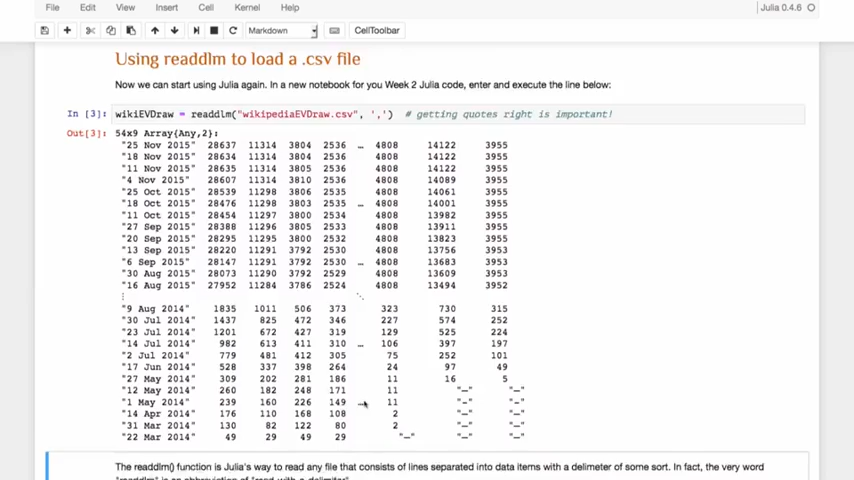 File Edit View Insert Cell Kernel Help Julia 0.4.6
Markdown CellToolbar
Using readdlm to load a .csv file
Now we can start using Julia again. In a new notebook for you Week 2 Julia code, enter and execute the line below:
In [3]: wikiEVDraw = readdlm("wikipediaEVDraw.csv", ',') # getting quotes right is important!
Out[3]: 54x9 Array{Any,2}:
"25 Nov 2015" 28637 11314 3804 2536 … 4808 14122 3955
"18 Nov 2015" 28634 11314 3804 2536 4808 14122 3955
"11 Nov 2015" 28635 11314 3805 2536 4808 14122 3955
"4 Nov 2015" 28607 11314 3810 2536 4808 14089 3955
"25 Oct 2015" 28539 11298 3806 2535 4808 14061 3955
"18 Oct 2015" 28476 11298 3803 2535 … 4808 14001 3955
"11 Oct 2015" 28454 11297 3800 2534 4808 13982 3955
"27 Sep 2015" 28388 11296 3805 2533 4808 13911 3955
"20 Sep 2015" 28295 11295 3800 2532 4808 13823 3955
"13 Sep 2015" 28220 11291 3792 2530 4808 13756 3953
"6 Sep 2015" 28147 11291 3792 2530 … 4808 13683 3953
"30 Aug 2015" 28073 11290 3792 2529 4808 13609 3953
"16 Aug 2015" 27952 11284 3786 2524 4808 13494 3952
⋮ ⋱
"9 Aug 2014" 1835 1011 506 373 323 730 315
"30 Jul 2014" 1437 825 472 346 227 574 252
"23 Jul 2014" 1201 672 427 319 129 525 224
"14 Jul 2014" 982 613 411 310 … 106 397 197
"2 Jul 2014" 779 481 412 305 75 252 101
"17 Jun 2014" 528 337 398 264 24 97 49
"27 May 2014" 309 202 281 186 11 16 5
"12 May 2014" 260 182 248 171 11 "–" "–"
"1 May 2014" 239 160 226 149 … 11 "–" "–"
"14 Apr 2014" 176 110 168 108 2 "–" "–"
"31 Mar 2014" 130 82 122 80 2 "–" "–"
"22 Mar 2014" 49 29 49 29 "–" "–" "–"
The readdlm() function is Julia's way to read any file that consists of lines separated into data items with a delimiter of some sort. In fact, the very word
"readdlm" is an abbreviation of "read with a delimiter"